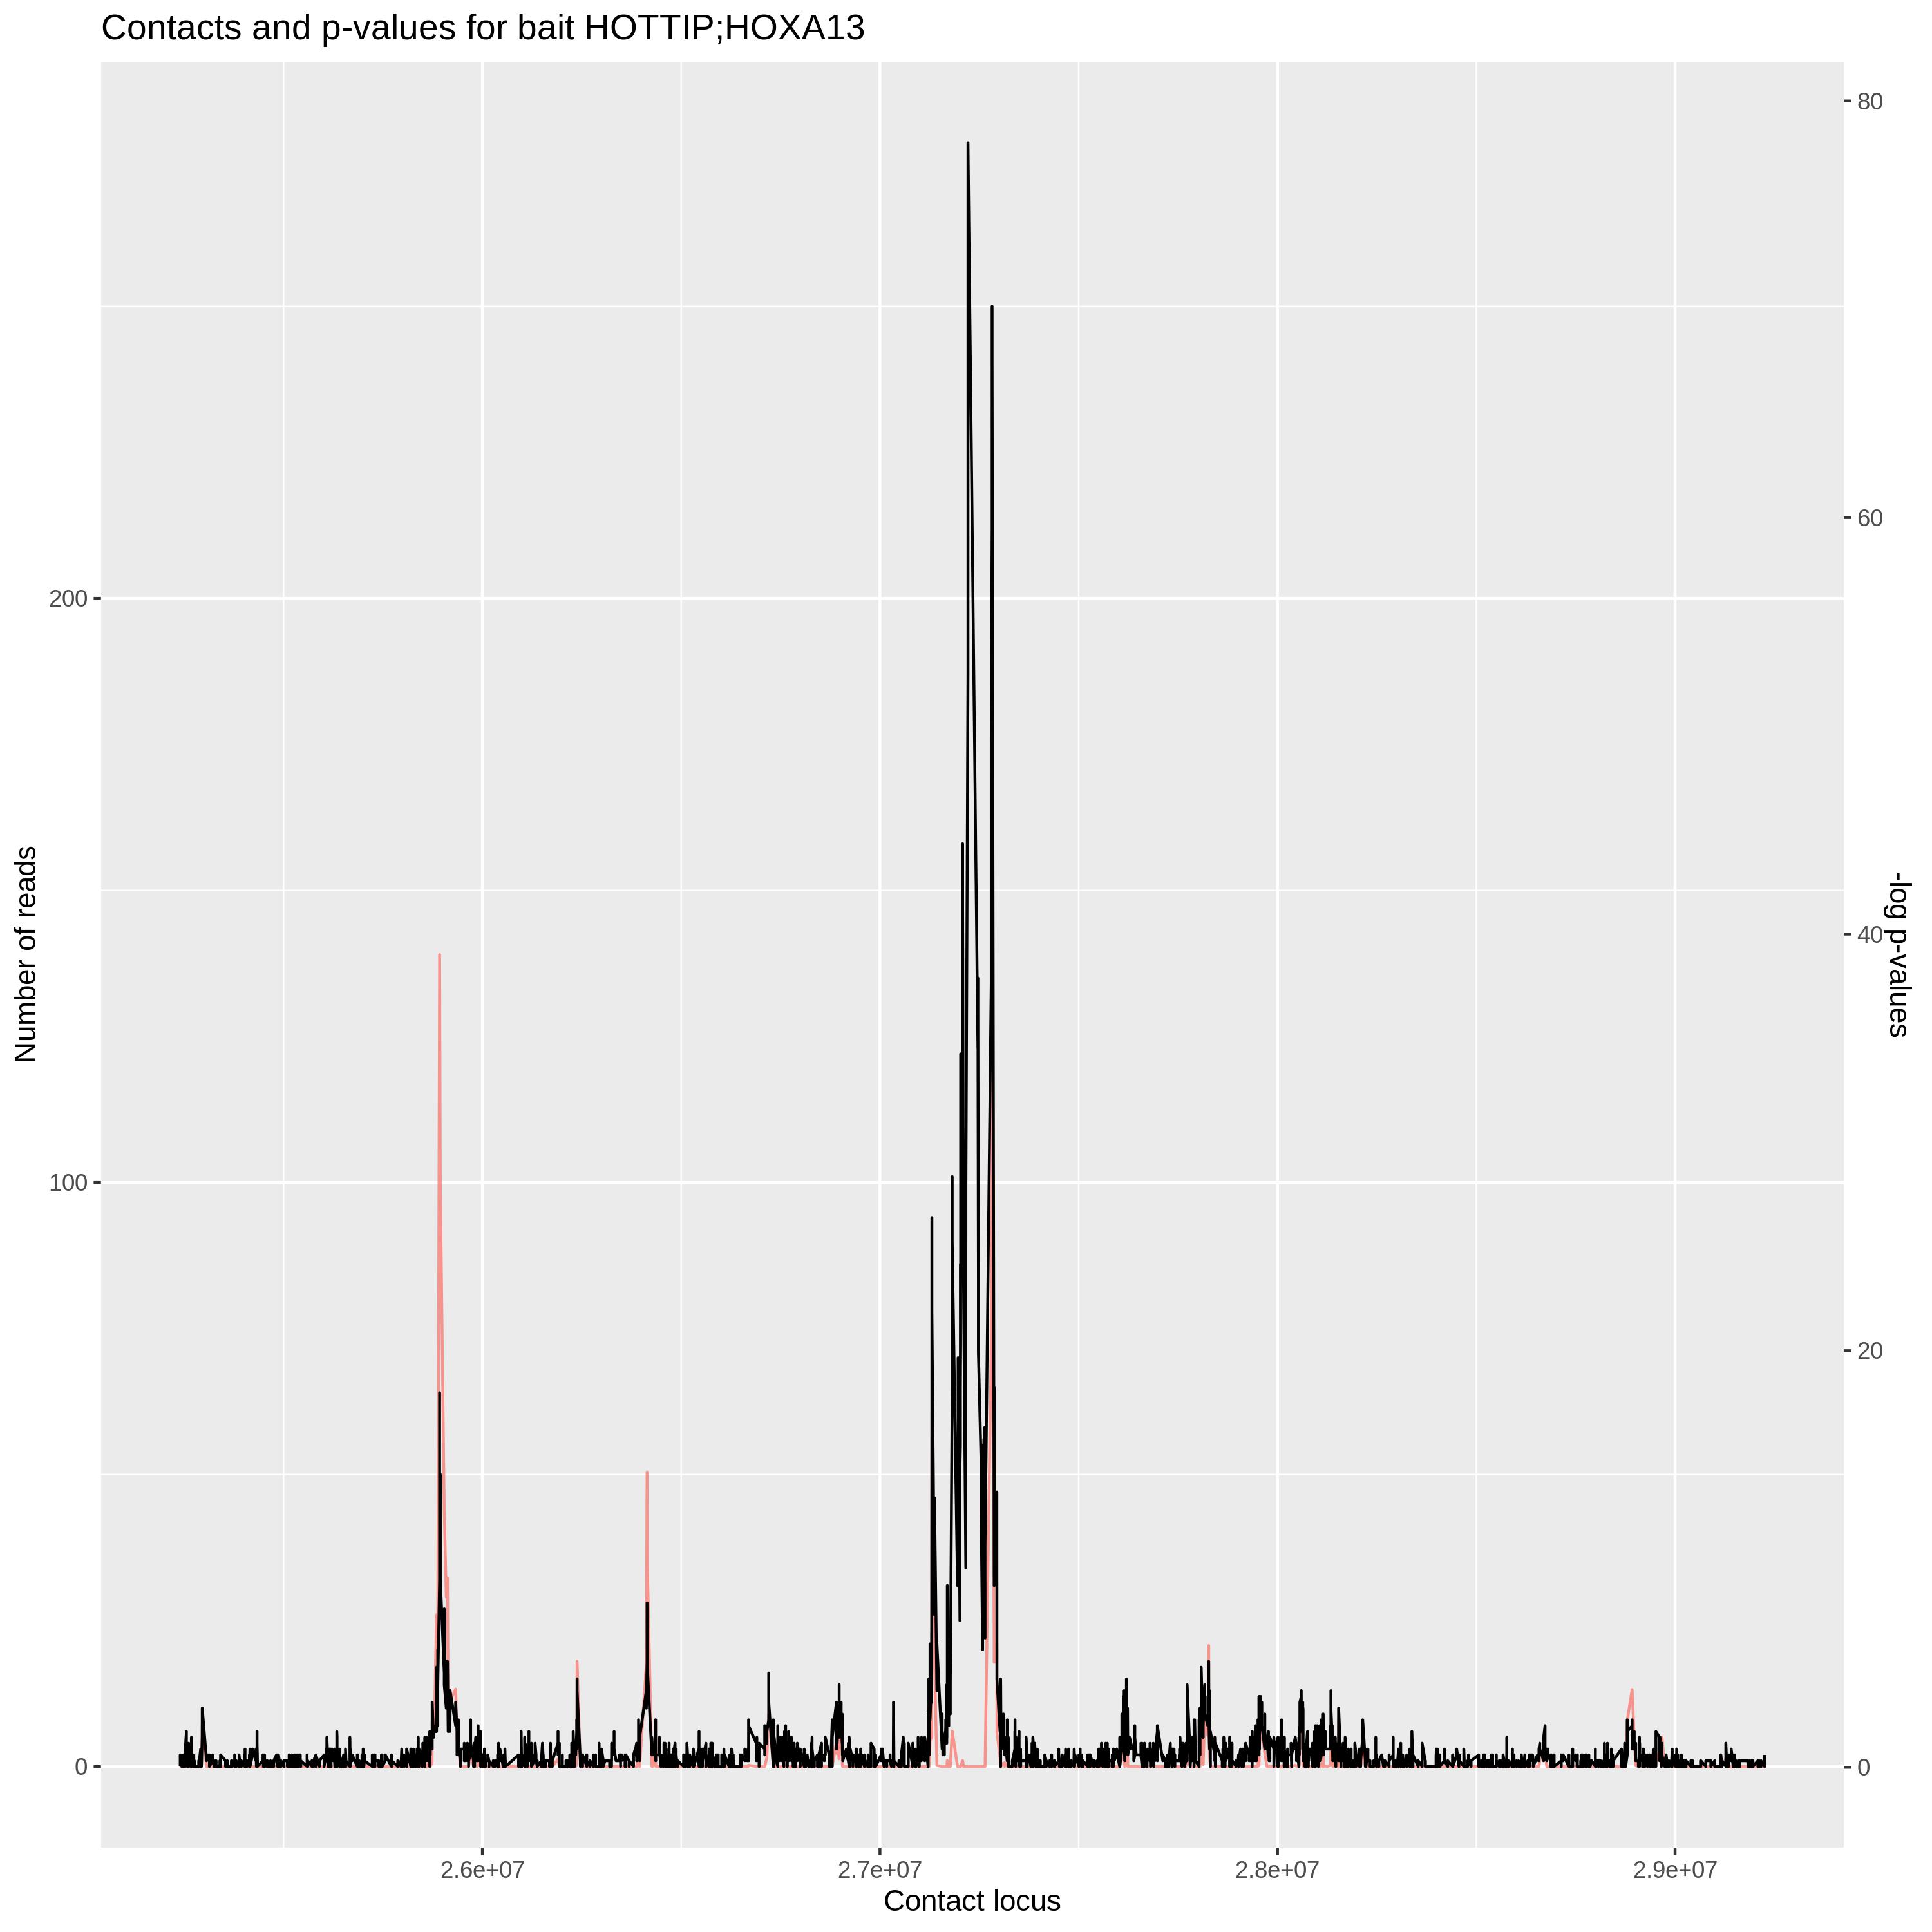 Contacts and p-values for bait HOTTIP;HOXA13
80
60
200
Number of reads
-log p-values
40
100
20
0
0
2.6e+07
2.7e+07
2.8e+07
2.9e+07
Contact locus